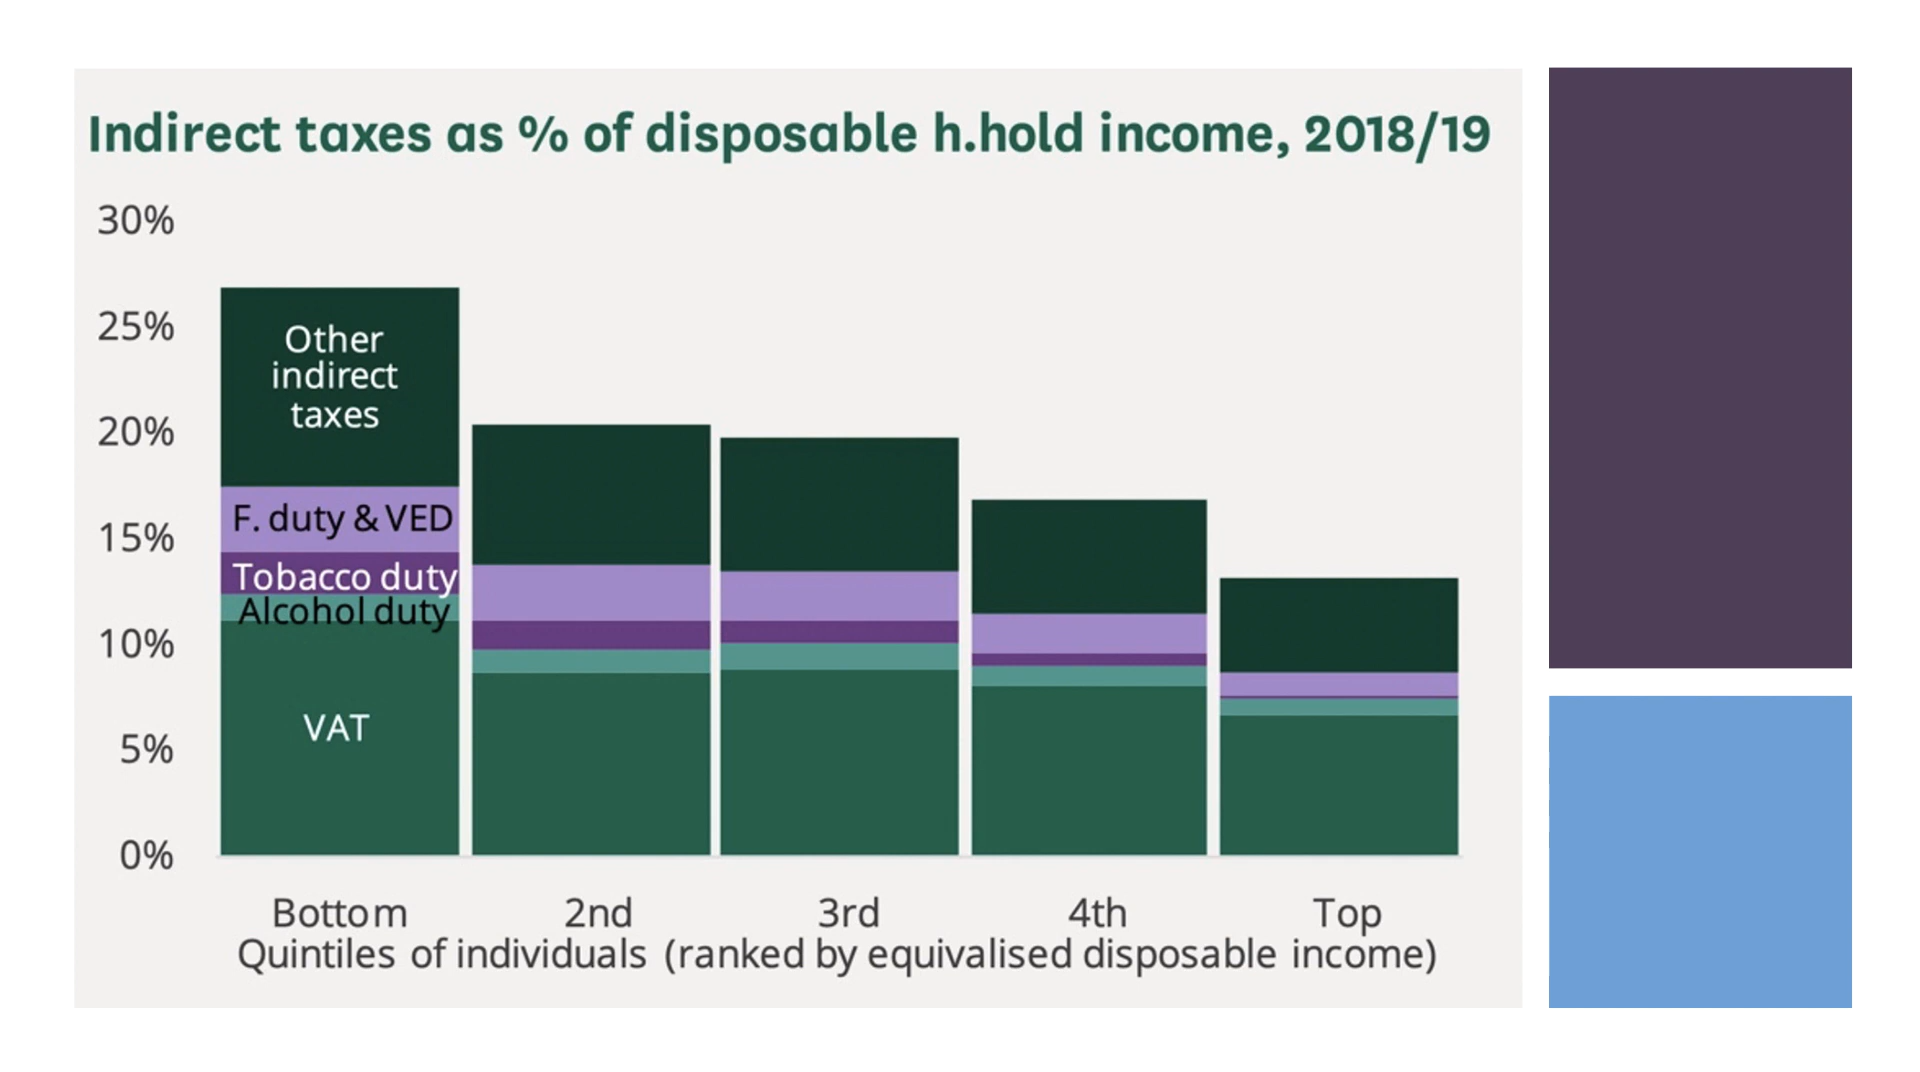 Indirect taxes as % of disposable h.hold income, 2018/19
30%
25%
20%
15%
10%
5%
0%
Other
indirect
taxes
F. duty & VED
Tobacco duty
Alcohol duty
VAT
Bottom 2nd 3rd 4th Top
Quintiles of individuals (ranked by equivalised disposable income)